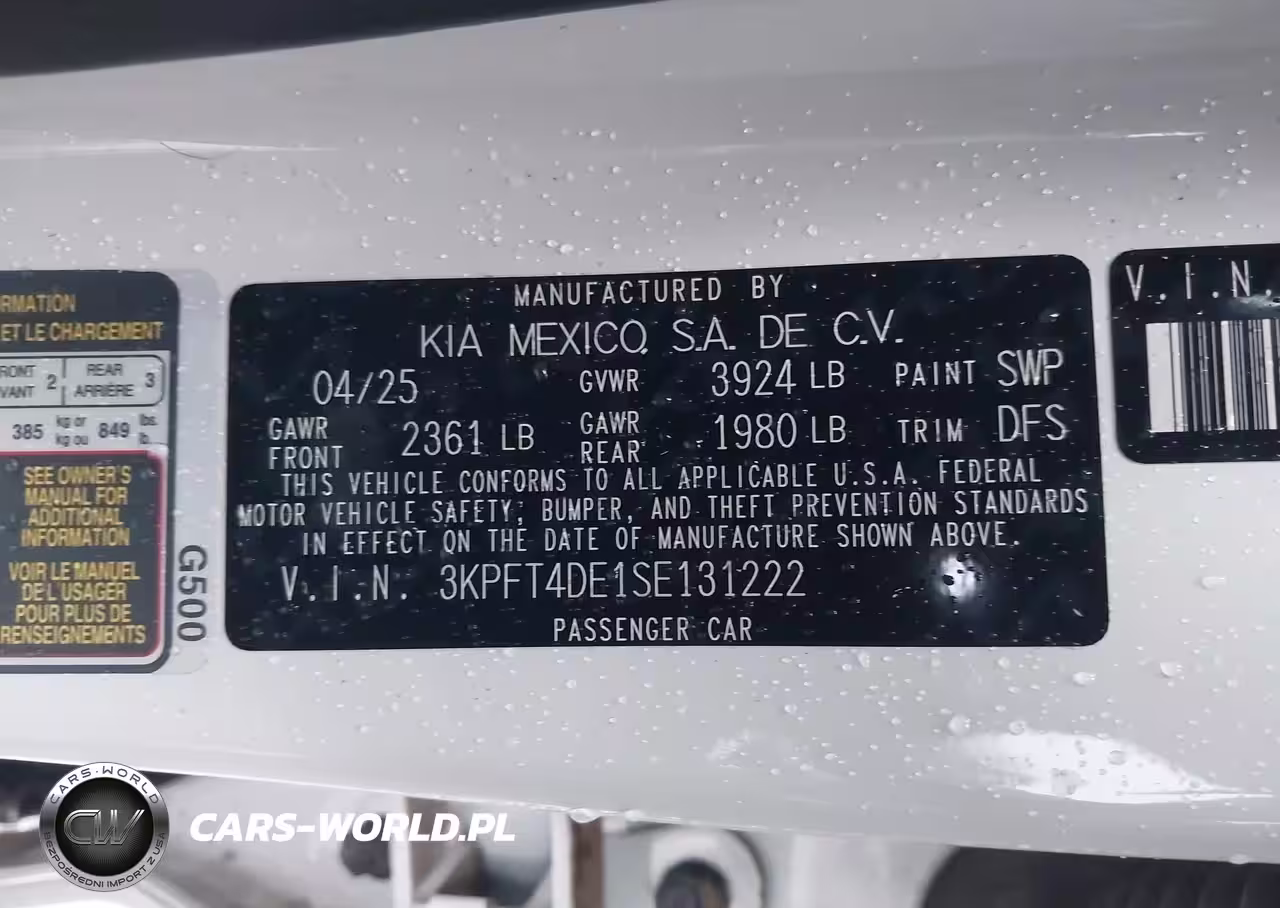 ORMATION
ET LE CHARGEMENT
RONT
VANT 2
REAR
ARRIÈRE 3
385 kg or
kg ou 849 lbs.
lb.
SEE OWNER'S
MANUAL FOR
ADDITIONAL
INFORMATION
VOIR LE MANUEL
DE L'USAGER
POUR PLUS DE
RENSEIGNEMENTS
G500
MANUFACTURED BY
KIA MEXICO, S.A. DE C.V.
04/25 GVWR 3924 LB PAINT SWP
GAWR
FRONT 2361 LB GAWR
REAR 1980 LB TRIM DFS
THIS VEHICLE CONFORMS TO ALL APPLICABLE U.S.A. FEDERAL
MOTOR VEHICLE SAFETY, BUMPER, AND THEFT PREVENTION STANDARDS
IN EFFECT ON THE DATE OF MANUFACTURE SHOWN ABOVE.
V.I.N. 3KPFT4DE1SE131222
PASSENGER CAR
V.I.N.
CARS-WORLD
CW
BEZPOŚREDNI IMPORT Z USA
CARS-WORLD.PL